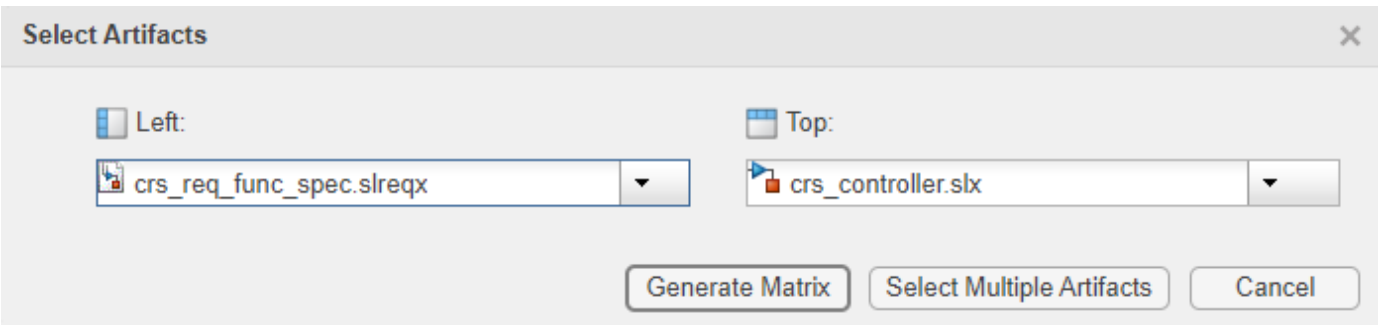 Select Artifacts
Left:
Top:
crs_req_func_spec.slreqx
crs_controller.slx
Generate Matrix
Select Multiple Artifacts
Cancel